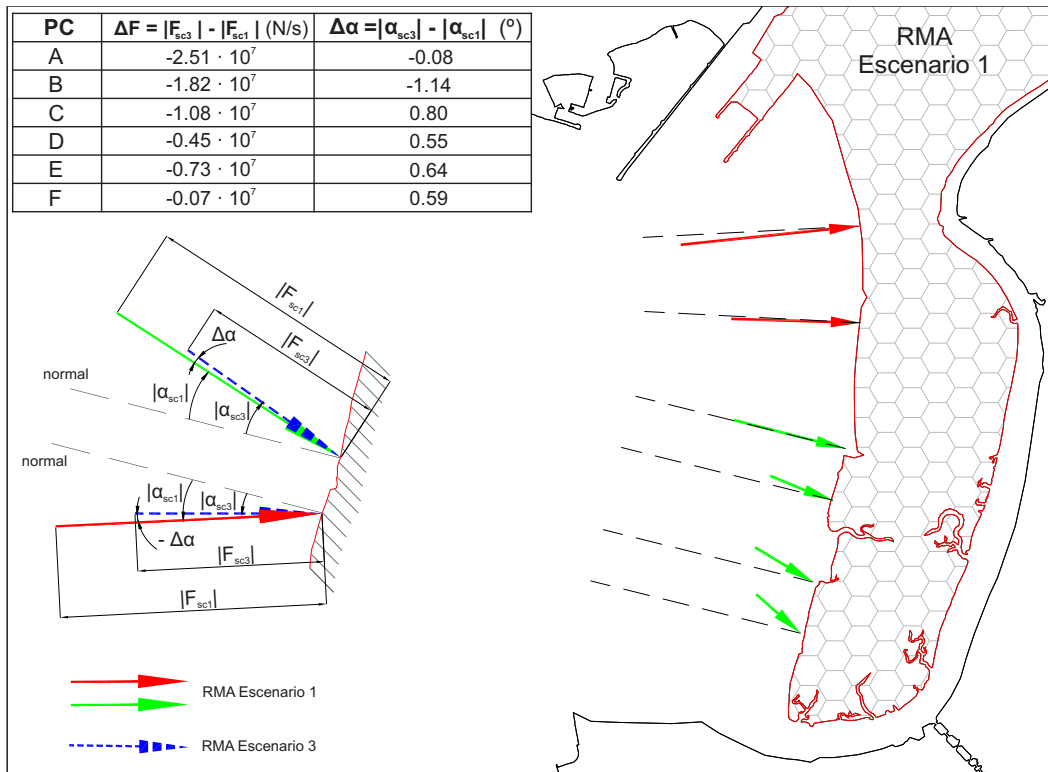 PC ΔF = |Fsc3| - |Fsc1| (N/s) Δα =|αsc3| - |αsc1| (º)
A -2.51 · 10⁷ -0.08
B -1.82 · 10⁷ -1.14
C -1.08 · 10⁷ 0.80
D -0.45 · 10⁷ 0.55
E -0.73 · 10⁷ 0.64
F -0.07 · 10⁷ 0.59
RMA
Escenario 1
|Fsc1|
|Fsc3|
Δα
normal
|αsc1|
|αsc3|
normal
|αsc1|
|αsc3|
- Δα
|Fsc3|
|Fsc1|
RMA Escenario 1
RMA Escenario 3